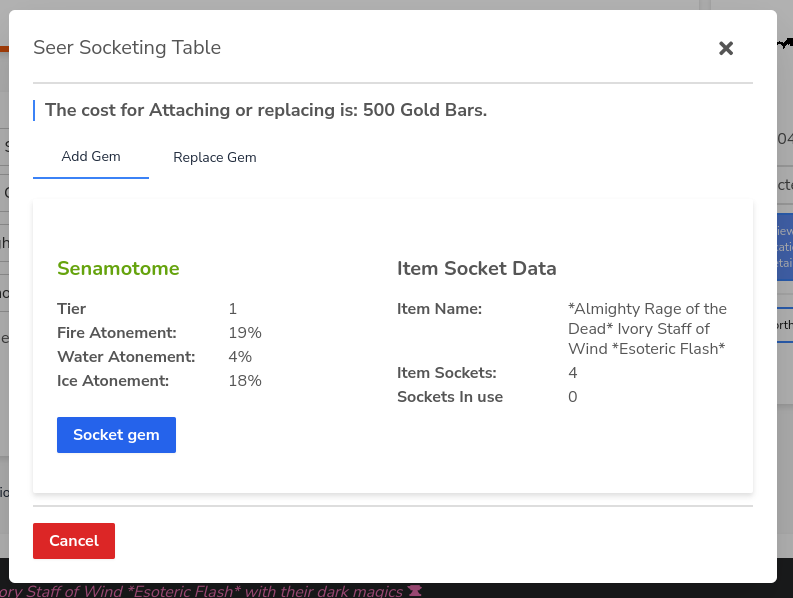 Seer Socketing Table
The cost for Attaching or replacing is: 500 Gold Bars.
Add Gem
Replace Gem
Senamotome
Tier 1
Fire Atonement: 19%
Water Atonement: 4%
Ice Atonement: 18%
Socket gem
Item Socket Data
Item Name: *Almighty Rage of the
Dead* Ivory Staff of
Wind *Esoteric Flash*
Item Sockets: 4
Sockets In use 0
Cancel
ory Staff of Wind *Esoteric Flash* with their dark magics